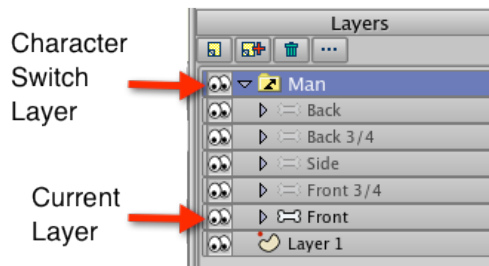 Layers
Character
Switch
Layer
Man
Back
Back 3/4
Side
Front 3/4
Current
Layer
Front
Layer 1